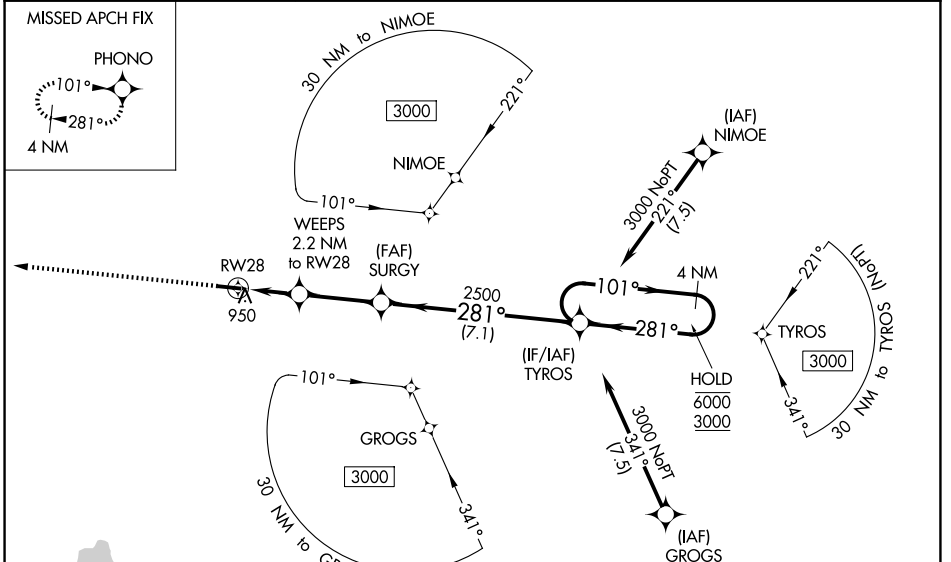 MISSED APCH FIX
PHONO
101°
281°
4 NM
30 NM to NIMOE
3000
221°
NIMOE
101°
(IAF)
NIMOE
3000 NoPT
221°
(7.5)
WEEPS
2.2 NM
to RW28
(FAF)
SURGY
RW28
950
2500
281°
(7.1)
101°
4 NM
281°
(IF/IAF)
TYROS
HOLD
6000
3000
221°
TYROS
3000
341°
30 NM to TYROS (NoPT)
101°
GROGS
3000
341°
30 NM to GR
3000 NoPT
341°
(7.5)
(IAF)
GROGS